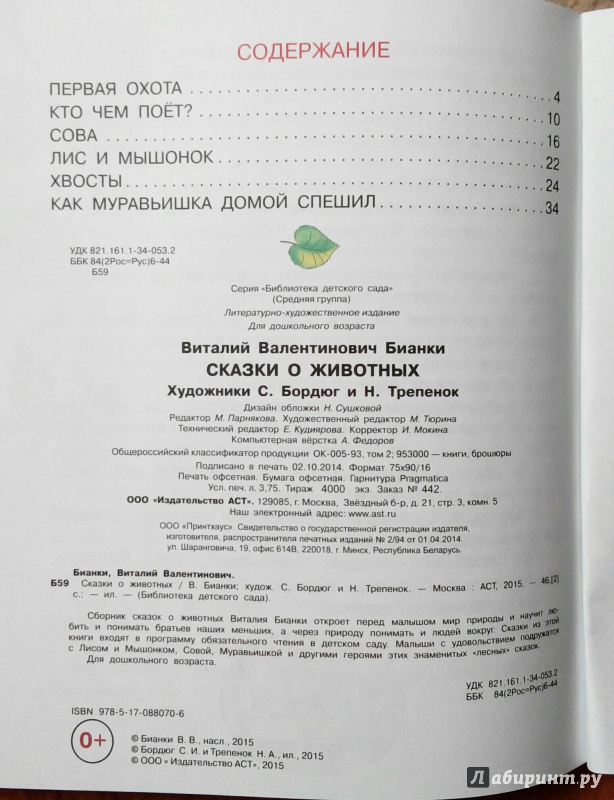 СОДЕРЖАНИЕ
ПЕРВАЯ ОХОТА 4
КТО ЧЕМ ПОЁТ? 10
СОВА 16
ЛИС И МЫШОНОК 22
ХВОСТЫ 24
КАК МУРАВЬИШКА ДОМОЙ СПЕШИЛ 34
УДК 821.161.1-34-053.2
ББК 84(2Рос=Рус)6-44
Б59
Серия «Библиотека детского сада»
(Средняя группа)
Литературно-художественное издание
Для дошкольного возраста
Виталий Валентинович Бианки
СКАЗКИ О ЖИВОТНЫХ
Художники С. Бордюг и Н. Трепенок
Дизайн обложки Н. Сушковой
Редактор М. Парнякова. Художественный редактор М. Тюрина
Технический редактор Е. Кудиярова. Корректор И. Мокина
Компьютерная вёрстка А. Федоров
Общероссийский классификатор продукции ОК-005-93, том 2; 953000 — книги, брошюры
Подписано в печать 02.10.2014. Формат 75x90/16
Печать офсетная. Бумага офсетная. Гарнитура Pragmatica
Усл. печ. л. 3,75. Тираж 4000 экз. Заказ № 442.
ООО «Издательство АСТ». 129085, г. Москва, Звёздный б-р, д. 21, стр. 3, комн. 5
Наш электронный адрес: www.ast.ru
ООО «Принтхаус». Свидетельство о государственной регистрации издателя,
изготовителя, распространителя печатных изданий № 2/94 от 01.04.2014.
ул. Шаранговича, 19, офис 614В, 220018, г. Минск, Республика Беларусь
Бианки, Виталий Валентинович.
Б59 Сказки о животных / В. Бианки; худож. С. Бордюг и Н. Трепенок. — Москва : АСТ, 2015. — 46,[2]
с.: — ил. — (Библиотека детского сада).
Сборник сказок о животных Виталия Бианки откроет перед малышом мир природы и научит лю-
бить и понимать братьев наших меньших, а через природу понимать и людей вокруг. Сказки из этой
книги входят в программу обязательного чтения в детском саду. Малыши с удовольствием подружатся
с Лисом и Мышонком, Совой, Муравьишкой и другими героями этих знаменитых «лесных» сказок.
Для дошкольного возраста.
УДК 821.161.1-34-053.2
ББК 84(2Рос=Рус)6-44
ISBN 978-5-17-088070-6
0+
© Бианки В. В., насл., 2015
© Бордюг С. И. и Трепенок Н. А., ил., 2015
© ООО «Издательство АСТ», 2015
Лабиринт.ру